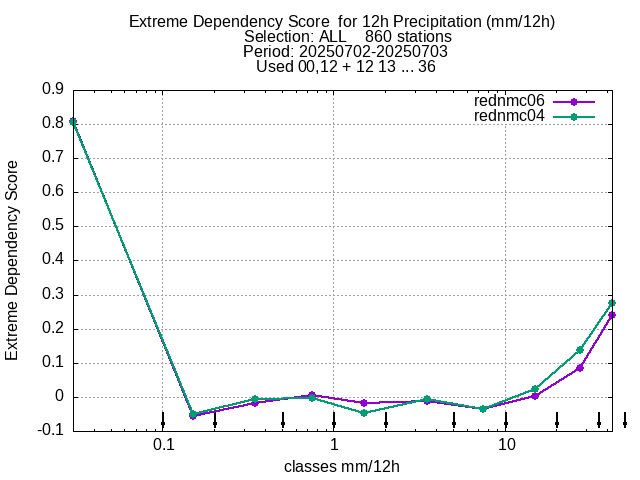 Extreme Dependency Score  for 12h Precipitation (mm/12h)
Selection: ALL    860 stations
Period: 20250702-20250703
Used 00,12 + 12 13 ... 36
rednmc06
rednmc04
0.9
0.8
0.7
0.6
0.5
0.4
0.3
0.2
0.1
0
-0.1
Extreme Dependency Score
0.1 1 10
classes mm/12h